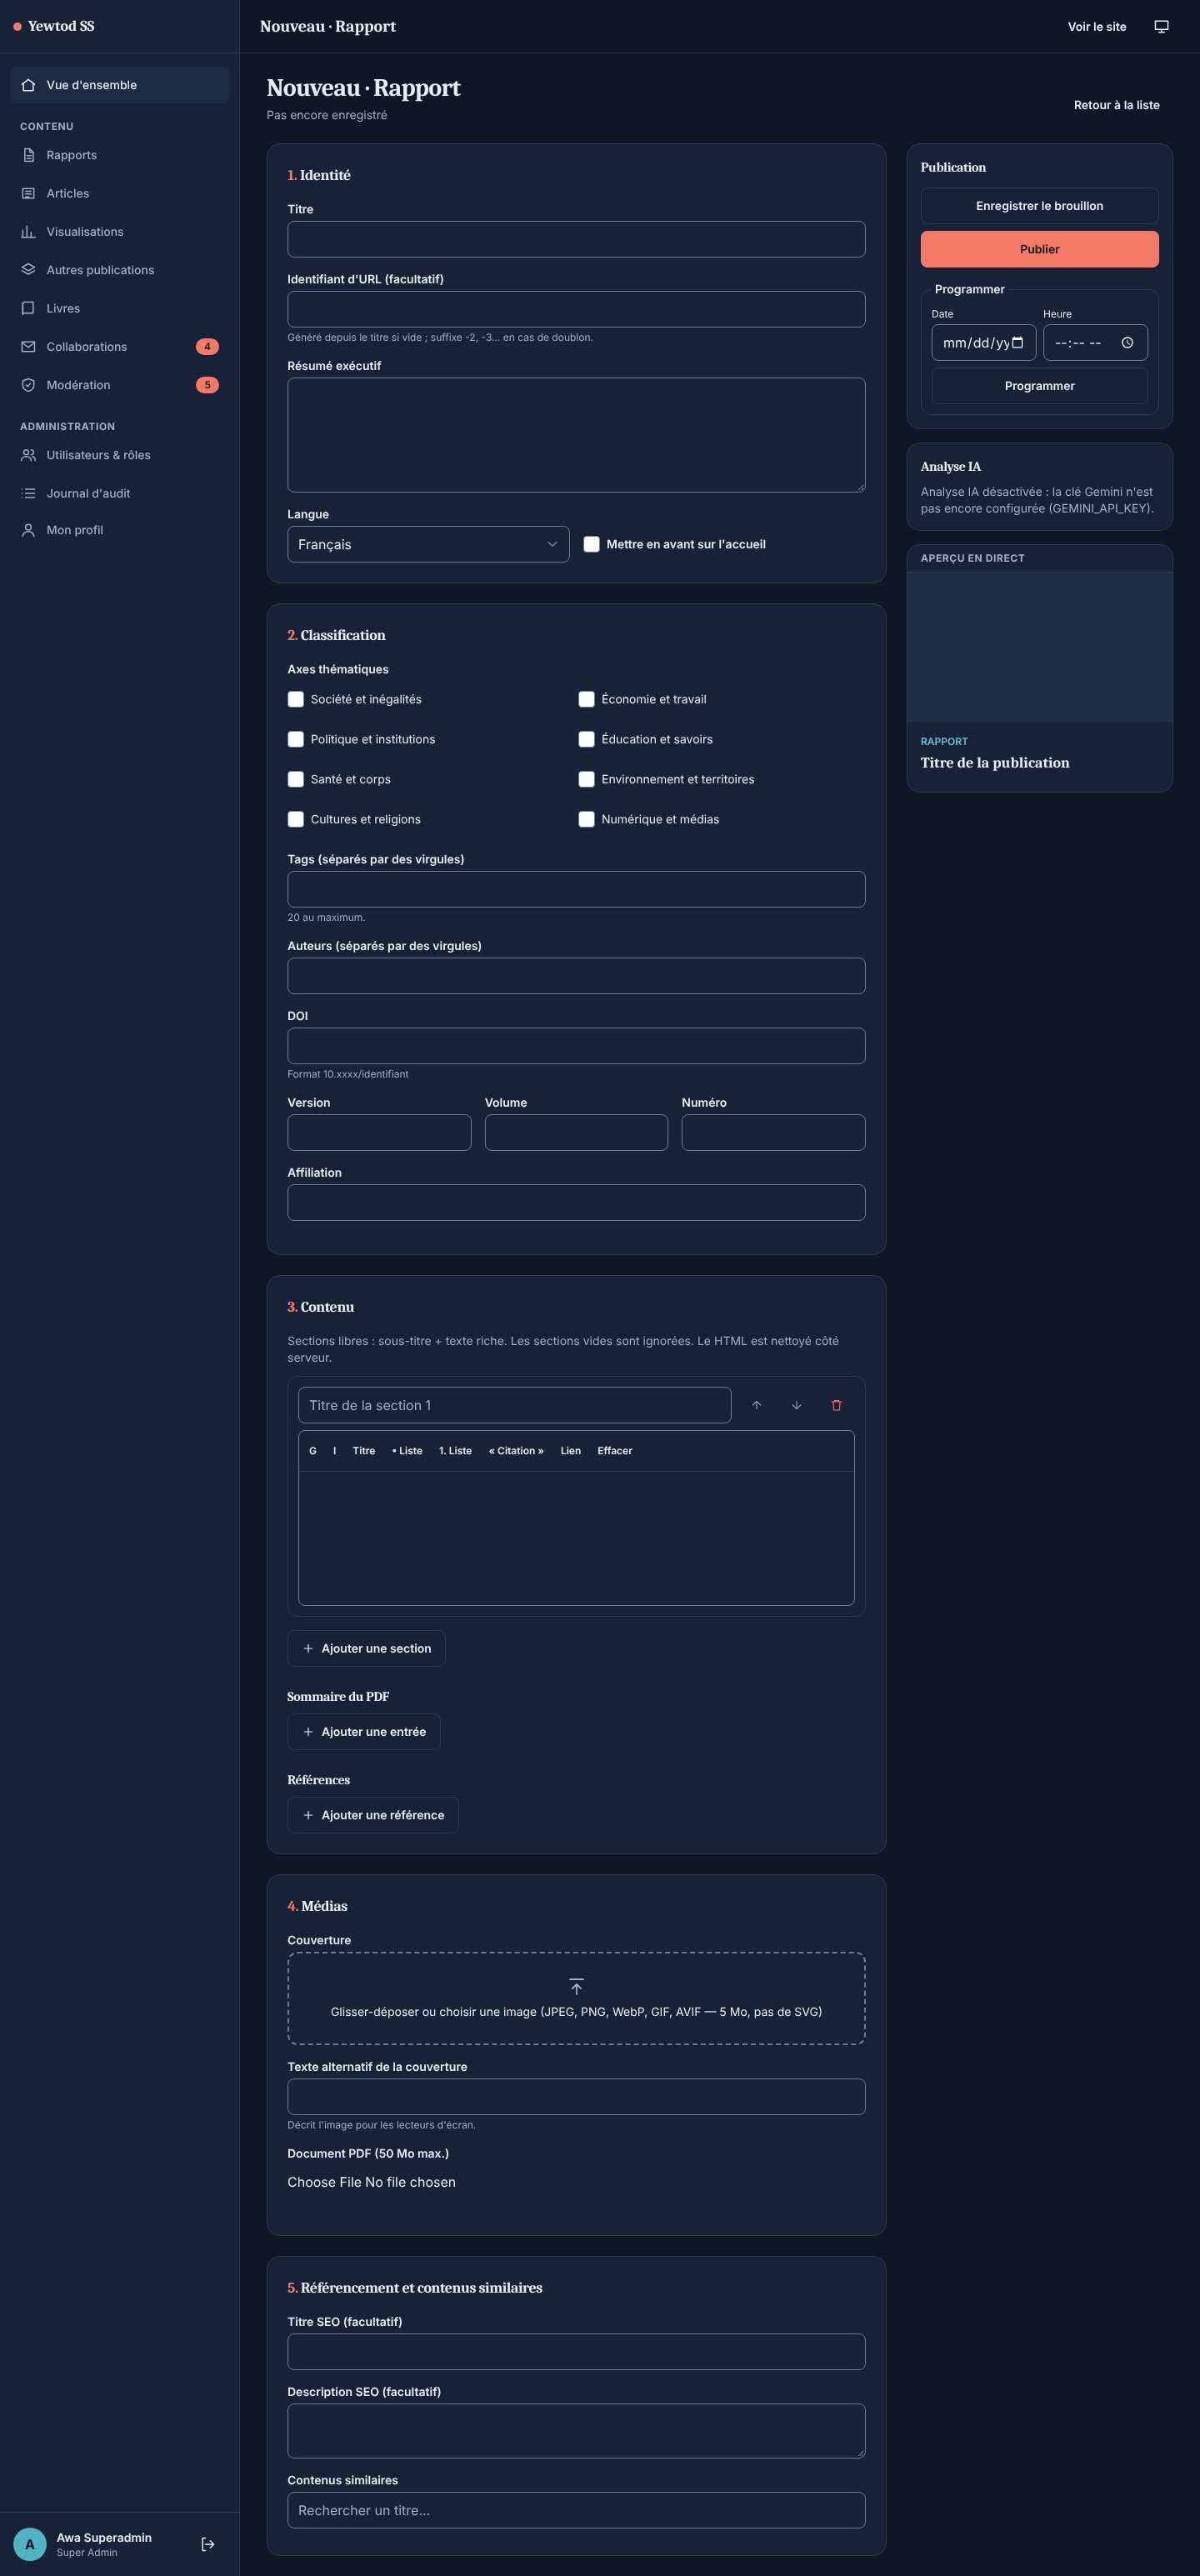 Yewtod SS
Nouveau · Rapport
Voir le site
Vue d'ensemble
CONTENU
Rapports
Articles
Visualisations
Autres publications
Livres
Collaborations 4
Modération 5
ADMINISTRATION
Utilisateurs & rôles
Journal d'audit
Mon profil
Awa Superadmin
Super Admin
A
Nouveau · Rapport
Pas encore enregistré
Retour à la liste
1. Identité
Titre
Identifiant d'URL (facultatif)
Généré depuis le titre si vide ; suffixe -2, -3… en cas de doublon.
Résumé exécutif
Langue
Français
Mettre en avant sur l'accueil
2. Classification
Axes thématiques
Société et inégalités
Économie et travail
Politique et institutions
Éducation et savoirs
Santé et corps
Environnement et territoires
Cultures et religions
Numérique et médias
Tags (séparés par des virgules)
20 au maximum.
Auteurs (séparés par des virgules)
DOI
Format 10.xxxx/identifiant
Version
Volume
Numéro
Affiliation
3. Contenu
Sections libres : sous-titre + texte riche. Les sections vides sont ignorées. Le HTML est nettoyé côté
serveur.
Titre de la section 1
G I Titre • Liste 1. Liste « Citation » Lien Effacer
Ajouter une section
Sommaire du PDF
Ajouter une entrée
Références
Ajouter une référence
4. Médias
Couverture
Glisser-déposer ou choisir une image (JPEG, PNG, WebP, GIF, AVIF — 5 Mo, pas de SVG)
Texte alternatif de la couverture
Décrit l'image pour les lecteurs d'écran.
Document PDF (50 Mo max.)
Choose File No file chosen
5. Référencement et contenus similaires
Titre SEO (facultatif)
Description SEO (facultatif)
Contenus similaires
Rechercher un titre…
Publication
Enregistrer le brouillon
Publier
Programmer
Date
Heure
mm/dd/yy
--:-- --
Programmer
Analyse IA
Analyse IA désactivée : la clé Gemini n'est
pas encore configurée (GEMINI_API_KEY).
APERÇU EN DIRECT
RAPPORT
Titre de la publication